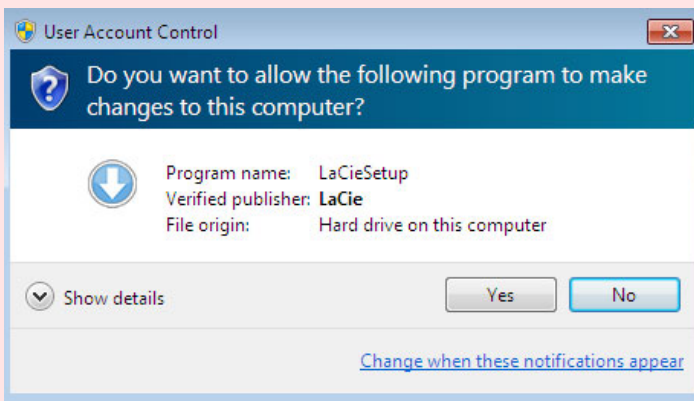 User Account Control
Do you want to allow the following program to make
changes to this computer?
Program name: LaCieSetup
Verified publisher: LaCie
File origin: Hard drive on this computer
Show details
Yes
No
Change when these notifications appear